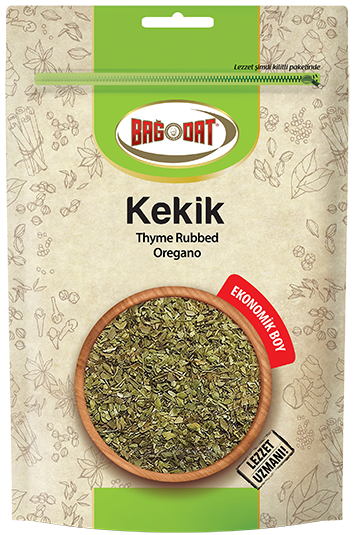 Lezzet şimdi kilitli paketinde
BAĞDAT
Kekik
Thyme Rubbed
Oregano
EKONOMİK BOY
LEZZET
UZMANI!